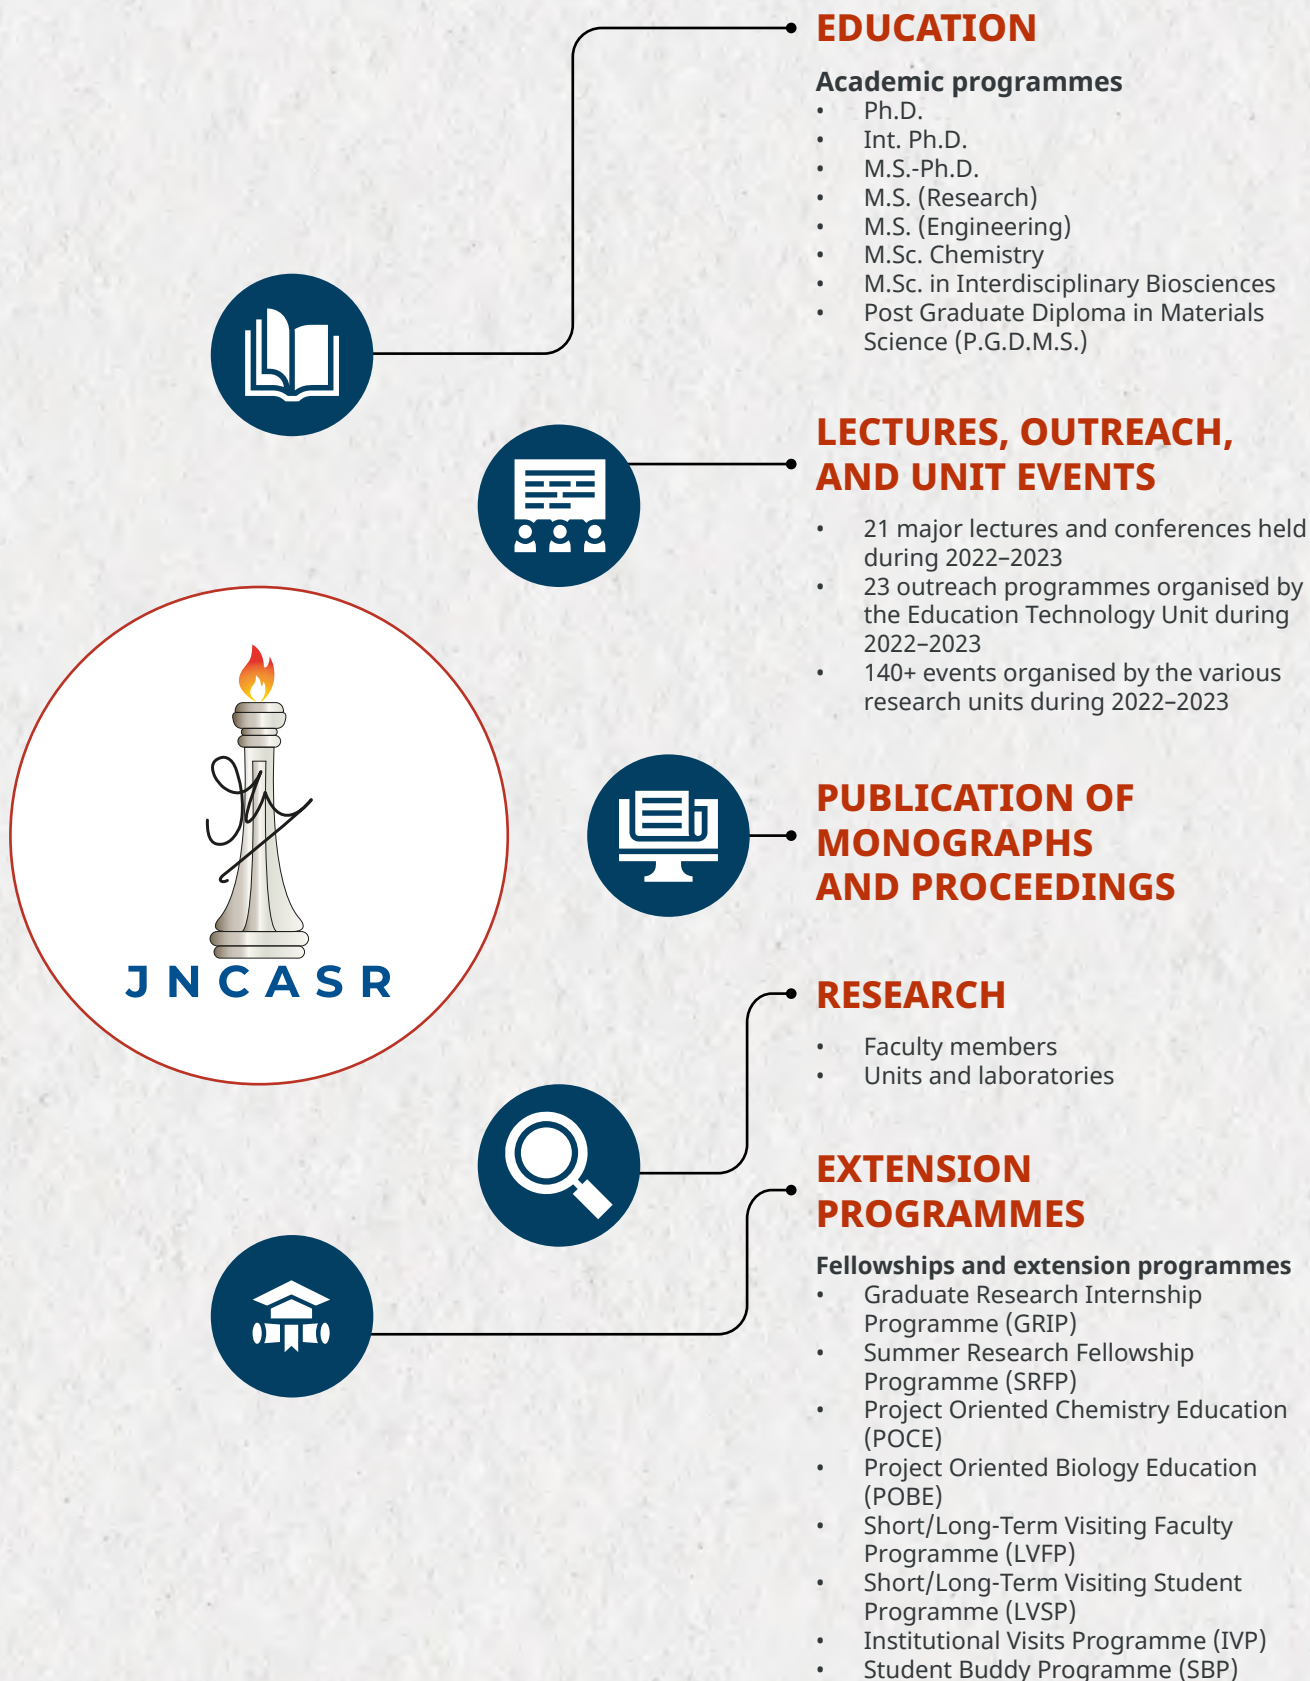 EDUCATION
Academic programmes
• Ph.D.
• Int. Ph.D.
• M.S.-Ph.D.
• M.S. (Research)
• M.S. (Engineering)
• M.Sc. Chemistry
• M.Sc. in Interdisciplinary Biosciences
• Post Graduate Diploma in Materials
Science (P.G.D.M.S.)
LECTURES, OUTREACH,
AND UNIT EVENTS
• 21 major lectures and conferences held
during 2022–2023
• 23 outreach programmes organised by
the Education Technology Unit during
2022–2023
• 140+ events organised by the various
research units during 2022–2023
JNCASR
PUBLICATION OF
MONOGRAPHS
AND PROCEEDINGS
RESEARCH
• Faculty members
• Units and laboratories
EXTENSION
PROGRAMMES
Fellowships and extension programmes
• Graduate Research Internship
Programme (GRIP)
• Summer Research Fellowship
Programme (SRFP)
• Project Oriented Chemistry Education
(POCE)
• Project Oriented Biology Education
(POBE)
• Short/Long-Term Visiting Faculty
Programme (LVFP)
• Short/Long-Term Visiting Student
Programme (LVSP)
• Institutional Visits Programme (IVP)
• Student Buddy Programme (SBP)